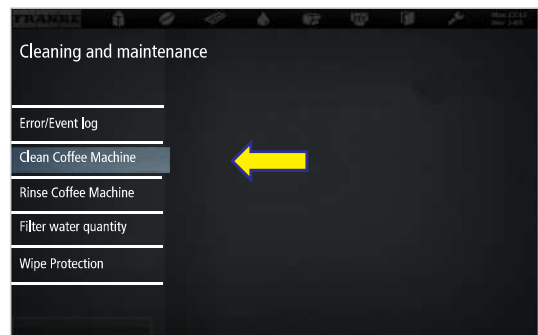 FRANKE
Cleaning and maintenance
Error/Event log
Clean Coffee Machine
Rinse Coffee Machine
Filter water quantity
Wipe Protection